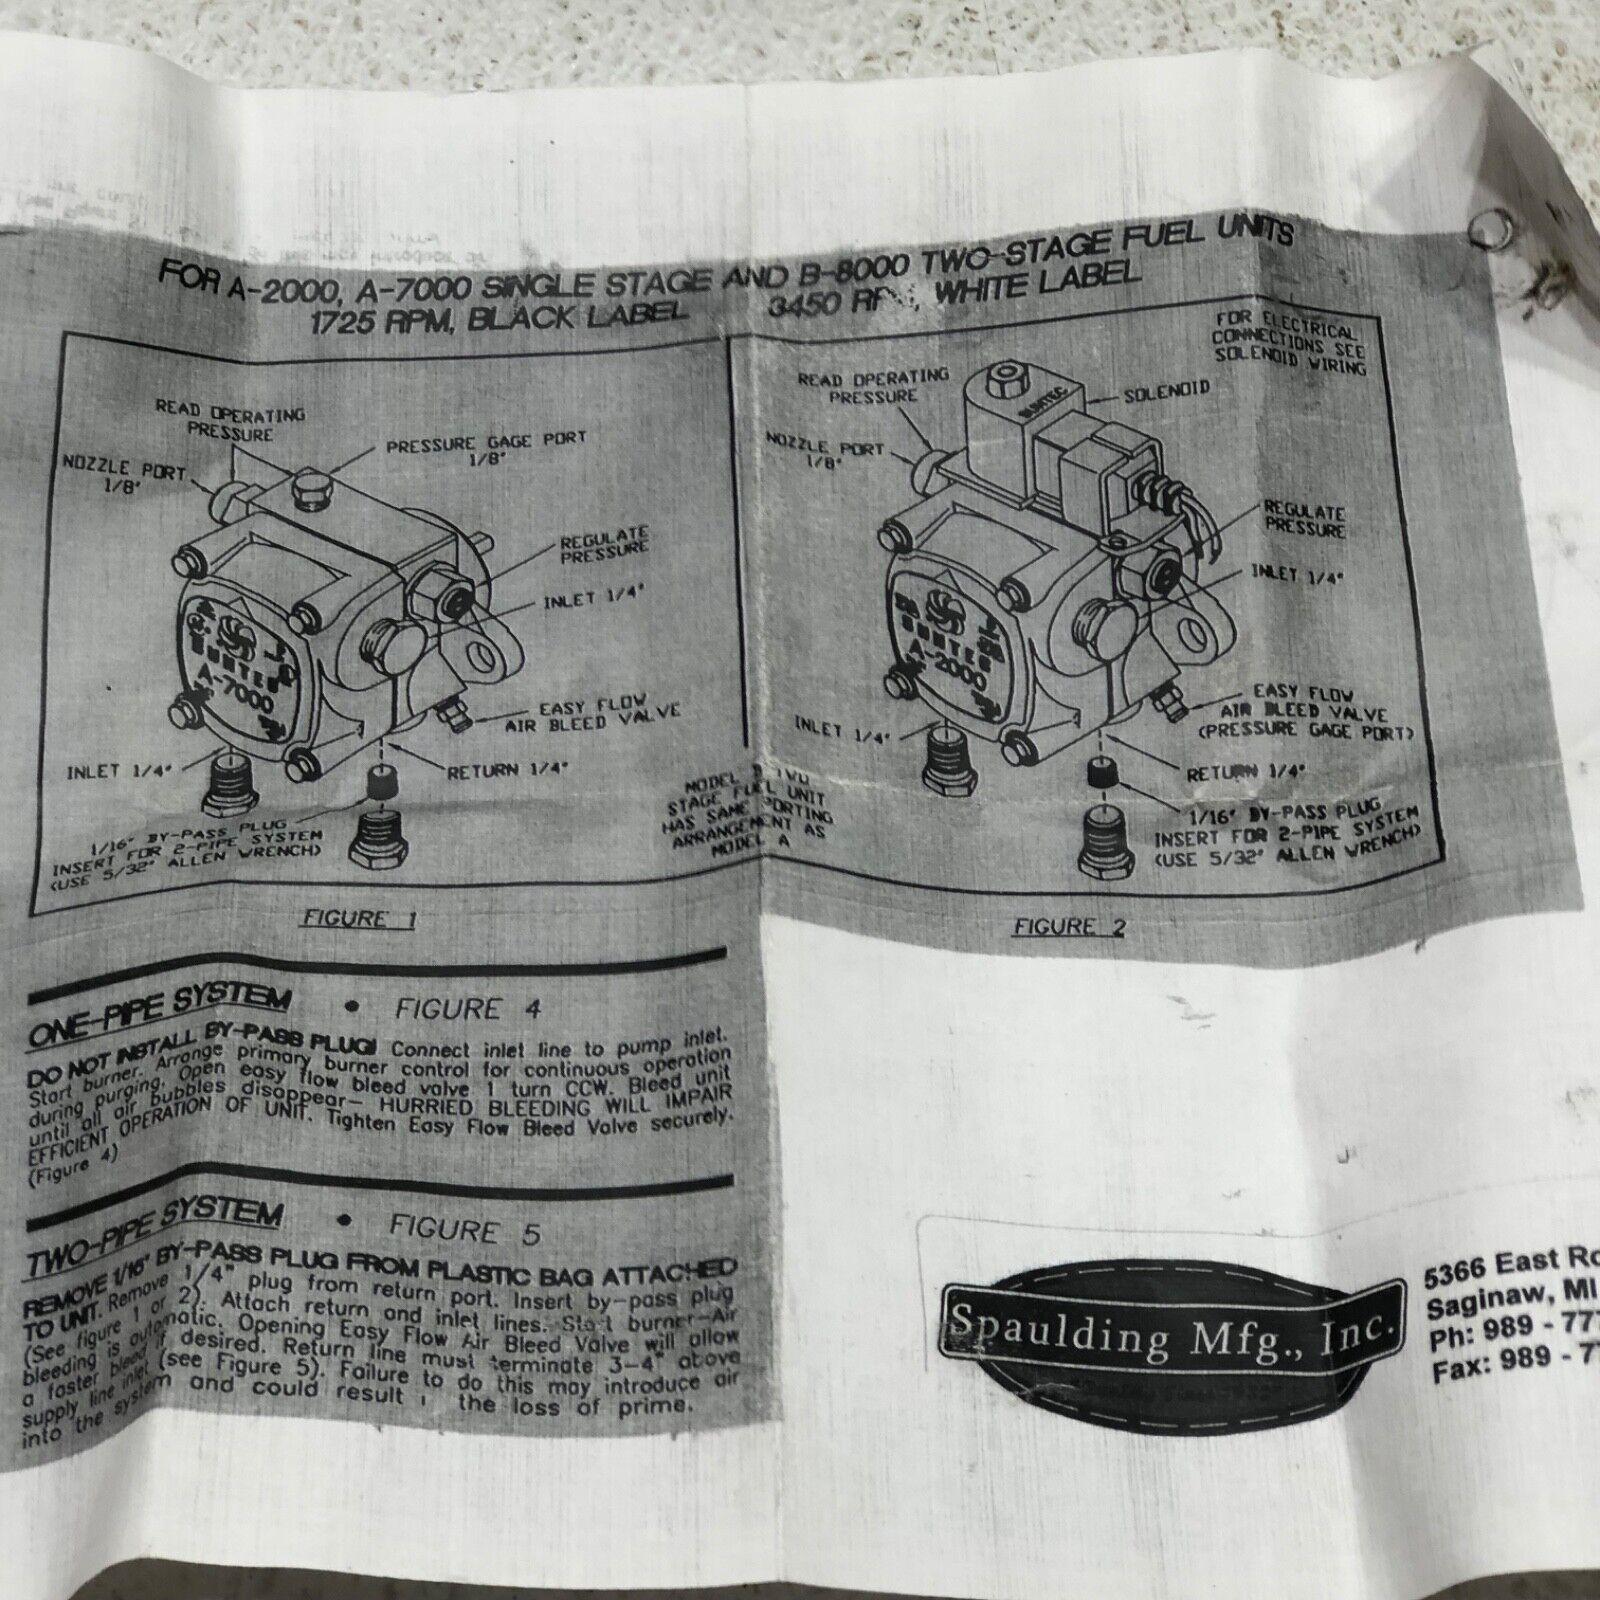 FOR A-2000, A-7000 SINGLE STAGE AND B-8000 TWO-STAGE FUEL UNITS
1725 RPM, BLACK LABEL 3450 WHITE LABEL
READ OPERATING
PRESSURE
PRESSURE GAGE PORT
1/8"
NOZZLE PORT
1/8"
REGULATE
PRESSURE
INLET 1/4"
SUNTEC
A-7000
EASY FLOW
AIR BLEED VALVE
INLET 1/4"
RETURN 1/4"
1/16" BY-PASS PLUG
INSERT FOR 2-PIPE SYSTEM
(USE 5/32" ALLEN WRENCH)
MODEL B TWO
STAGE FUEL UNIT
HAS SAME PORTING
ARRANGEMENT AS
MODEL A
FIGURE 1
FOR ELECTRICAL
CONNECTIONS SEE
SOLENOID WIRING
READ OPERATING
PRESSURE
SUNTEC
SOLENOID
NOZZLE PORT
1/8"
REGULATE
PRESSURE
INLET 1/4"
SUNTEC
A-2000
EASY FLOW
AIR BLEED VALVE
(PRESSURE GAGE PORT)
INLET 1/4"
RETURN 1/4"
1/16" BY-PASS PLUG
INSERT FOR 2-PIPE SYSTEM
(USE 5/32" ALLEN WRENCH)
FIGURE 2
ONE-PIPE SYSTEM • FIGURE 4
DO NOT INSTALL BY-PASS PLUG! Connect inlet line to pump inlet.
Start burner. Arrange primary burner control for continuous operation
during purging. Open easy flow bleed valve 1 turn CCW. Bleed unit
until all air bubbles disappear- HURRIED BLEEDING WILL IMPAIR
EFFICIENT OPERATION OF UNIT. Tighten Easy Flow Bleed Valve securely.
(Figure 4)
TWO-PIPE SYSTEM • FIGURE 5
REMOVE 1/16" BY-PASS PLUG FROM PLASTIC BAG ATTACHED
TO UNIT. Remove 1/4" plug from return port. Insert by-pass plug
(See figure 1 or 2). Attach return and inlet lines. Start burner-Air
bleeding is automatic. Opening Easy Flow Air Bleed Valve will allow
a faster bleed if desired. Return line must terminate 3-4" above
supply line inlet (see Figure 5). Failure to do this may introduce air
into the system and could result the loss of prime.
Spaulding Mfg., Inc.
5366 East
Saginaw, MI
Ph: 989 -
Fax: 989 -